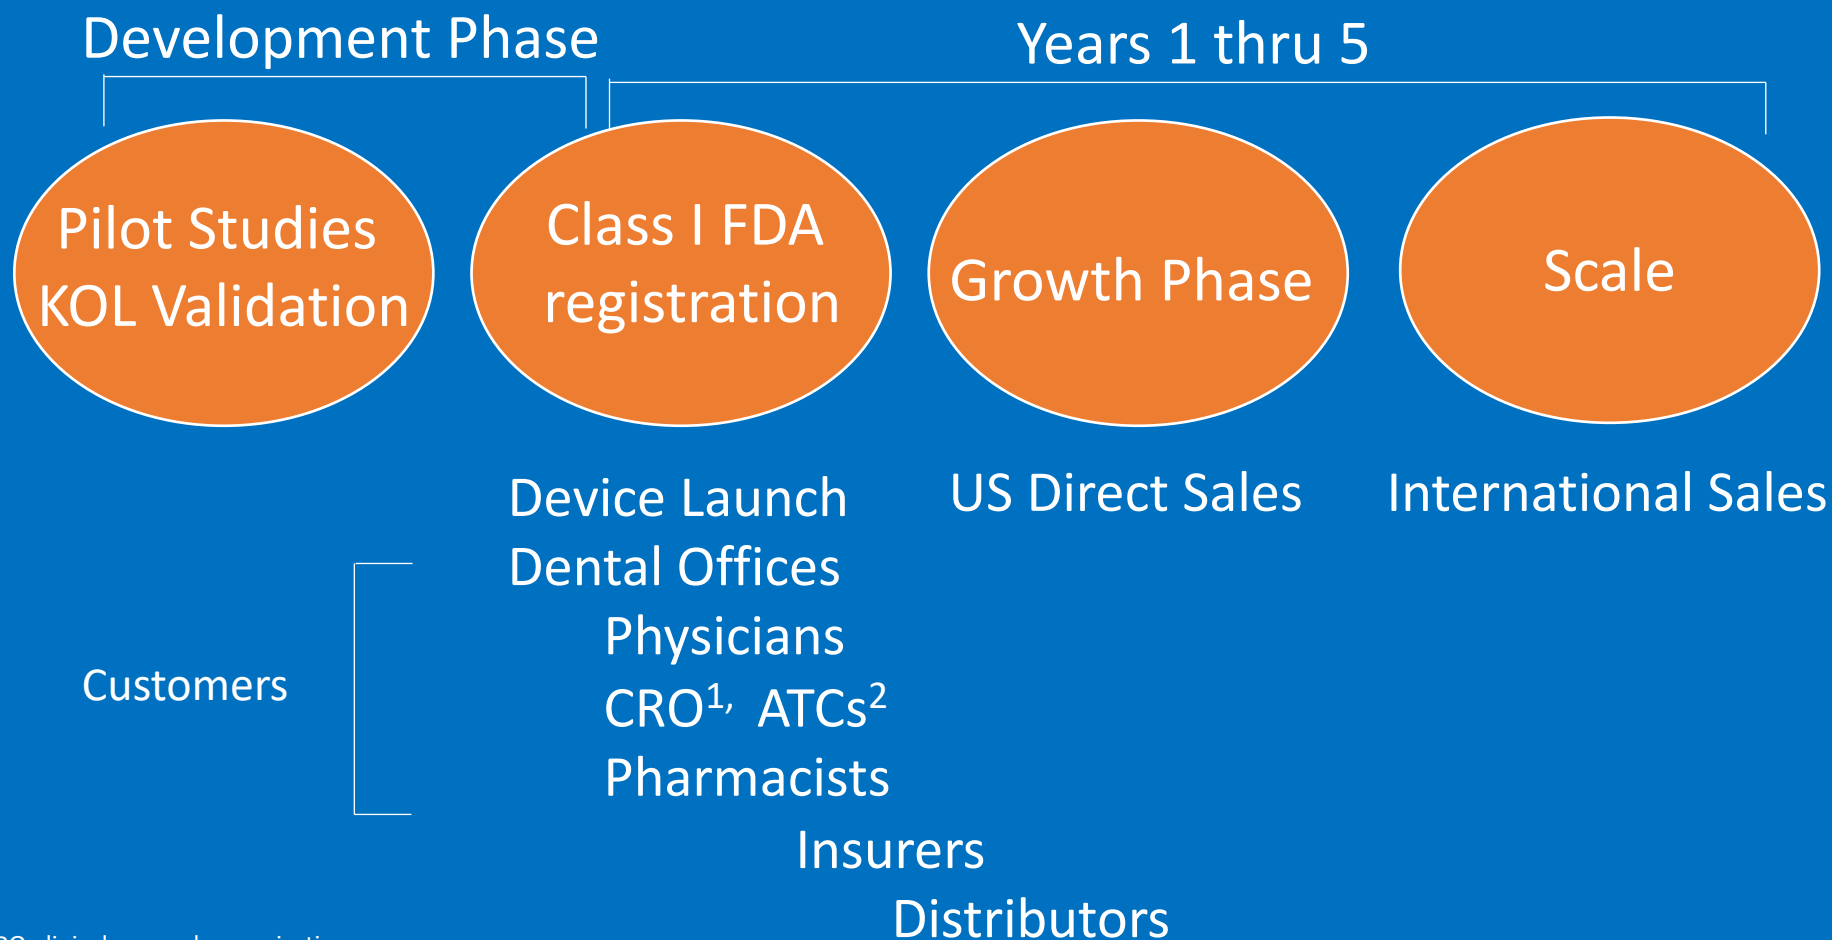 Development Phase
Years 1 thru 5
Pilot Studies
KOL Validation
Class I FDA
registration
Growth Phase
Scale
Device Launch
US Direct Sales
International Sales
Dental Offices
Physicians
Customers
CRO¹, ATCs²
Pharmacists
Insurers
Distributors